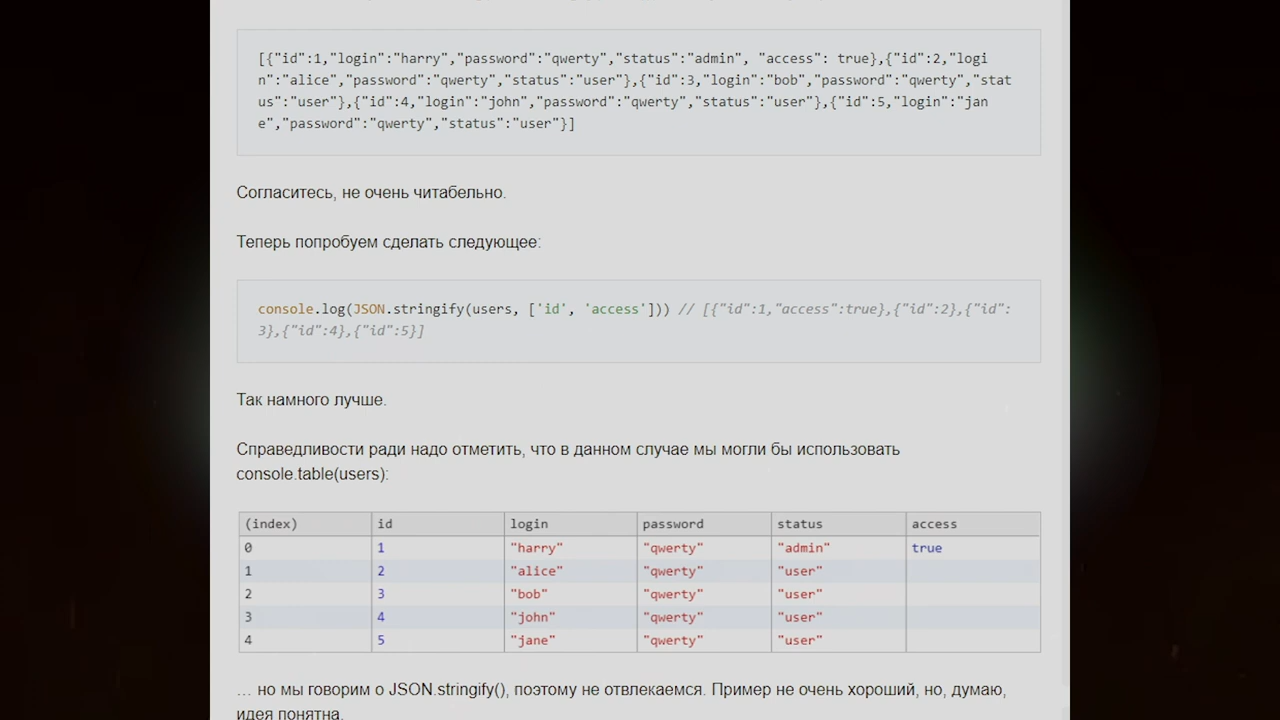 [{"id":1,"login":"harry","password":"qwerty","status":"admin", "access": true},{"id":2,"logi
n":"alice","password":"qwerty","status":"user"},{"id":3,"login":"bob","password":"qwerty","stat
us":"user"},{"id":4,"login":"john","password":"qwerty","status":"user"},{"id":5,"login":"jan
e","password":"qwerty","status":"user"}]
Согласитесь, не очень читабельно.
Теперь попробуем сделать следующее:
console.log(JSON.stringify(users, ['id', 'access'])) // [{"id":1,"access":true},{"id":2},{"id":
3},{"id":4},{"id":5}]
Так намного лучше.
Справедливости ради надо отметить, что в данном случае мы могли бы использовать
console.table(users):
(index) id login password status access
0 1 "harry" "qwerty" "admin" true
1 2 "alice" "qwerty" "user"
2 3 "bob" "qwerty" "user"
3 4 "john" "qwerty" "user"
4 5 "jane" "qwerty" "user"
… но мы говорим о JSON.stringify(), поэтому не отвлекаемся. Пример не очень хороший, но, думаю,
идея понятна.